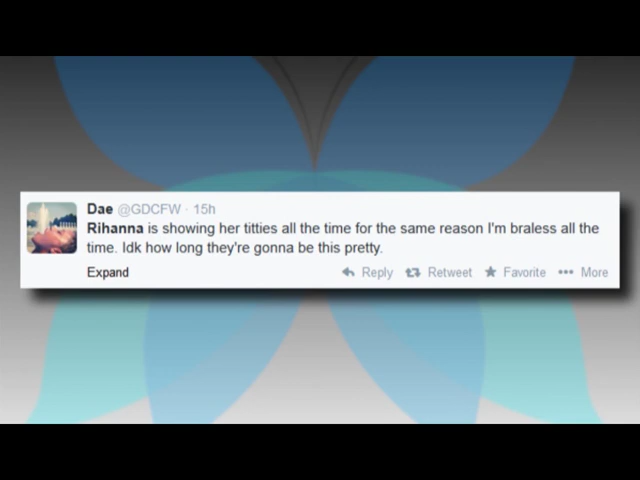 Dae @GDCFW · 15h
Rihanna is showing her titties all the time for the same reason I'm braless all the
time. Idk how long they're gonna be this pretty.
Expand Reply Retweet Favorite More